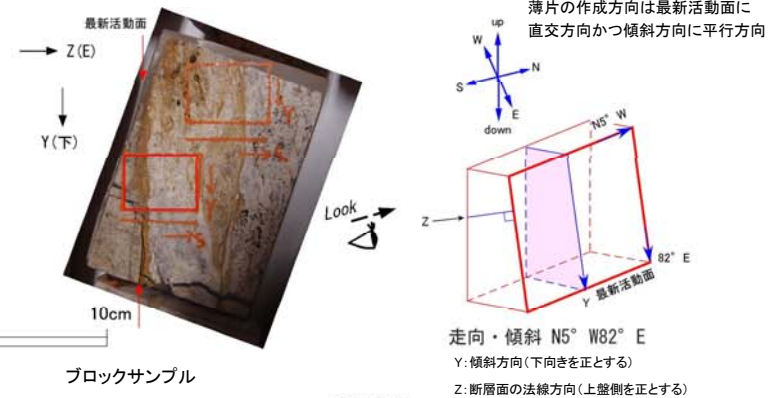 薄片の作成方向は最新活動面に
直交方向かつ傾斜方向に平行方向
最新活動面
Z(E)
Y(下)
10cm
ブロックサンプル
up
W
N
S
E
down
Look
N5° W
Z
82° E
Y 最新活動面
走向・傾斜 N5° W82° E
Y:傾斜方向(下向きを正とする)
Z:断層面の法線方向(上盤側を正とする)